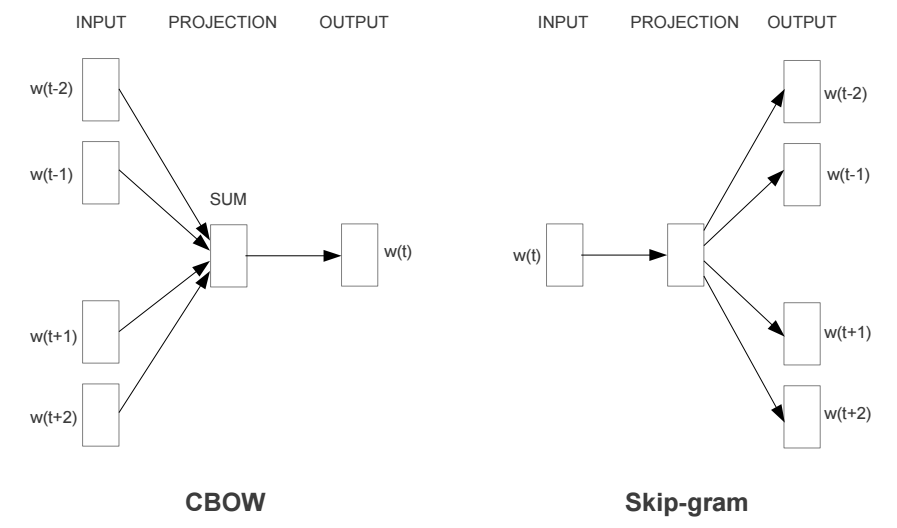 INPUT PROJECTION OUTPUT
w(t-2)
w(t-1)
SUM
w(t)
w(t+1)
w(t+2)
CBOW
INPUT PROJECTION OUTPUT
w(t-2)
w(t-1)
w(t)
w(t+1)
w(t+2)
Skip-gram